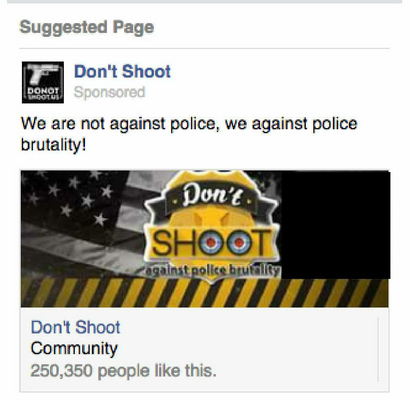 Suggested Page
DONOT
SHOOT.US
Don't Shoot
Sponsored
We are not against police, we against police
brutality!
Don't
SHOOT
against police brutality
Don't Shoot
Community
250,350 people like this.